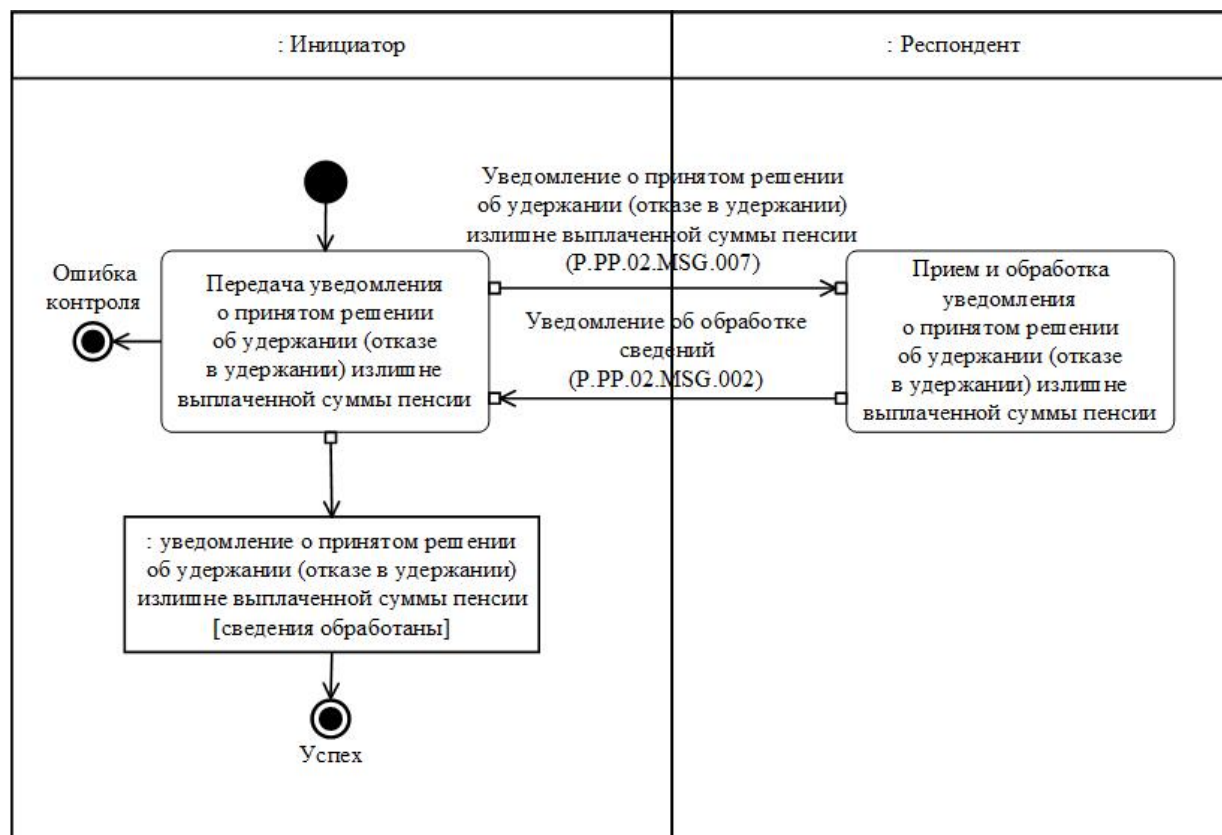 : Инициатор
: Респондент
Уведомление о принятом решении
об удержании (отказе в удержании)
излишне выплаченной суммы пенсии
(P.PP.02.MSG.007)
Ошибка
контроля
Передача уведомления
о принятом решении
об удержании (отказе
в удержании) излишне
выплаченной суммы пенсии
Уведомление об обработке
сведений
(P.PP.02.MSG.002)
Прием и обработка
уведомления
о принятом решении
об удержании (отказе
в удержании) излишне
выплаченной суммы пенсии
: уведомление о принятом решении
об удержании (отказе в удержании)
излишне выплаченной суммы пенсии
[сведения обработаны]
Успех